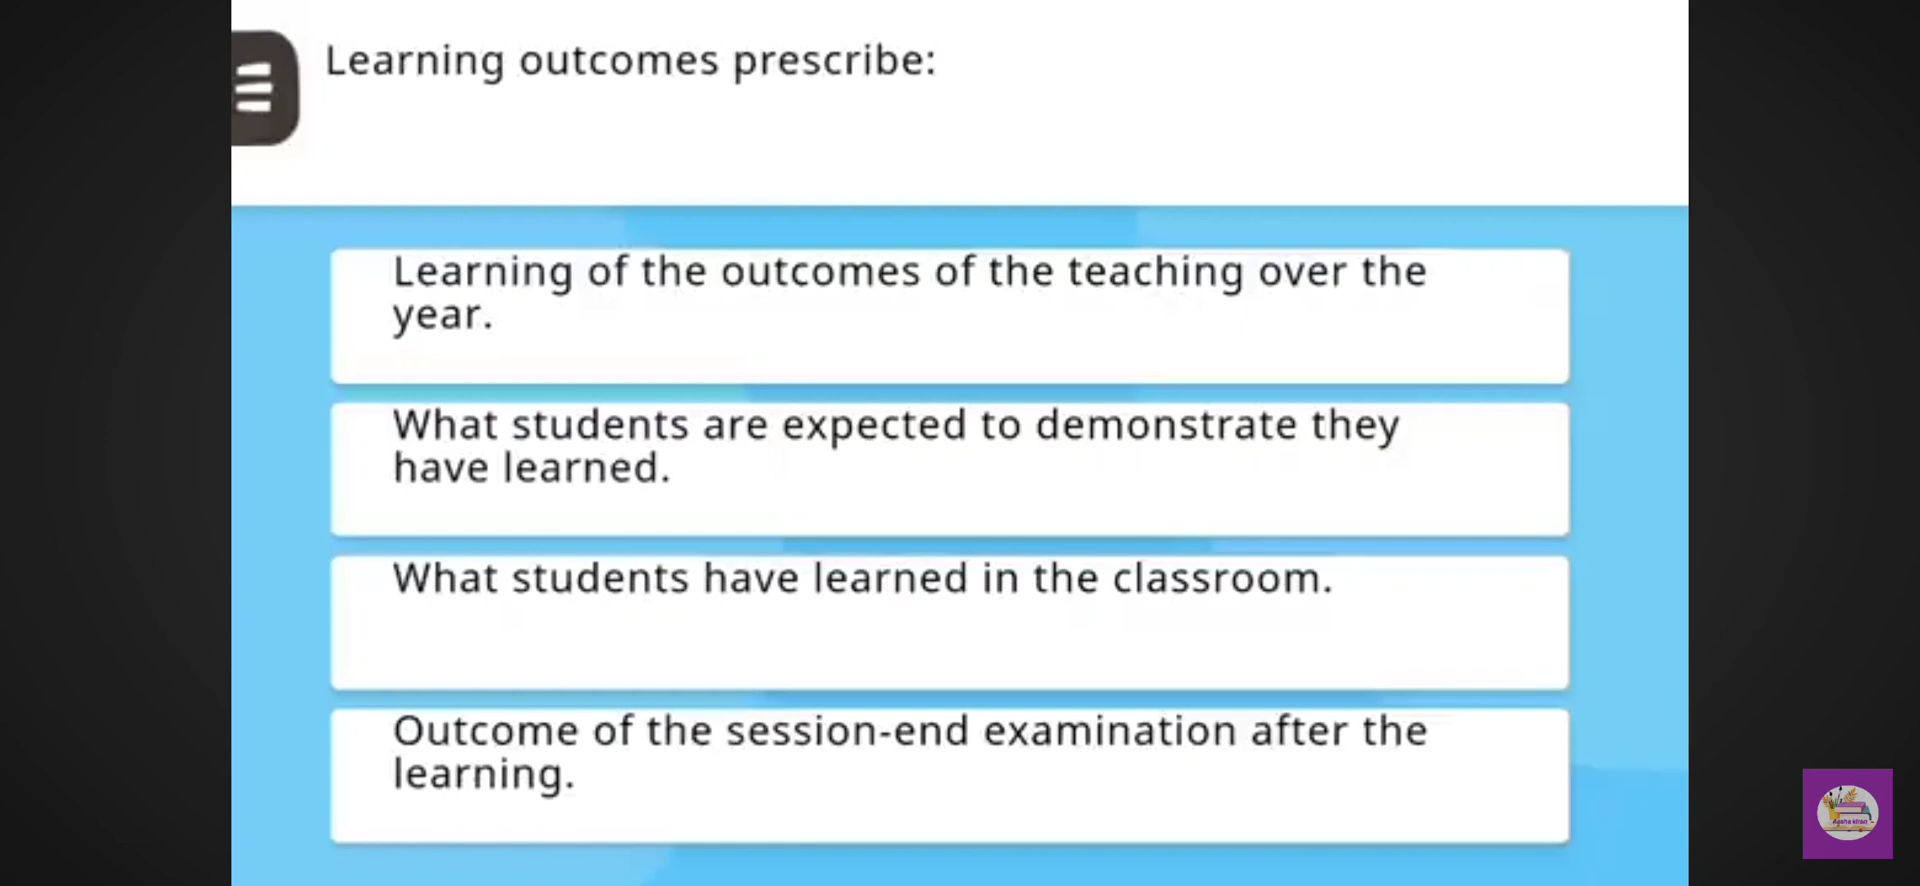 Learning outcomes prescribe:
Learning of the outcomes of the teaching over the
year.
What students are expected to demonstrate they
have learned.
What students have learned in the classroom.
Outcome of the session-end examination after the
learning.